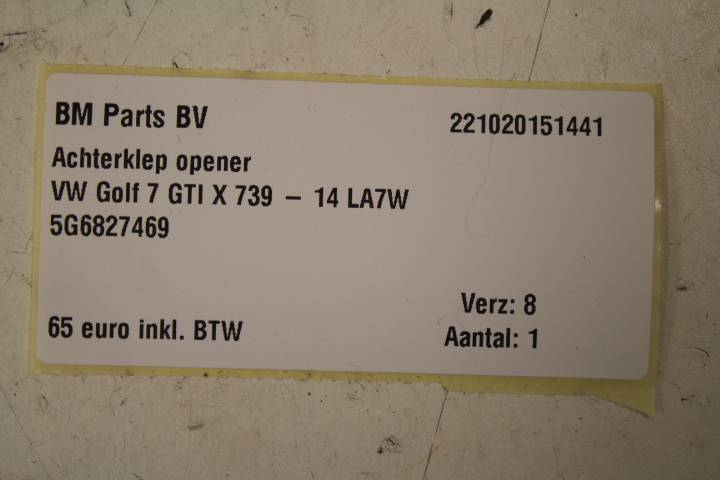 BM Parts BV
221020151441
Achterklep opener
VW Golf 7 GTI X 739 – 14 LA7W
5G6827469
Verz: 8
65 euro inkl. BTW
Aantal: 1